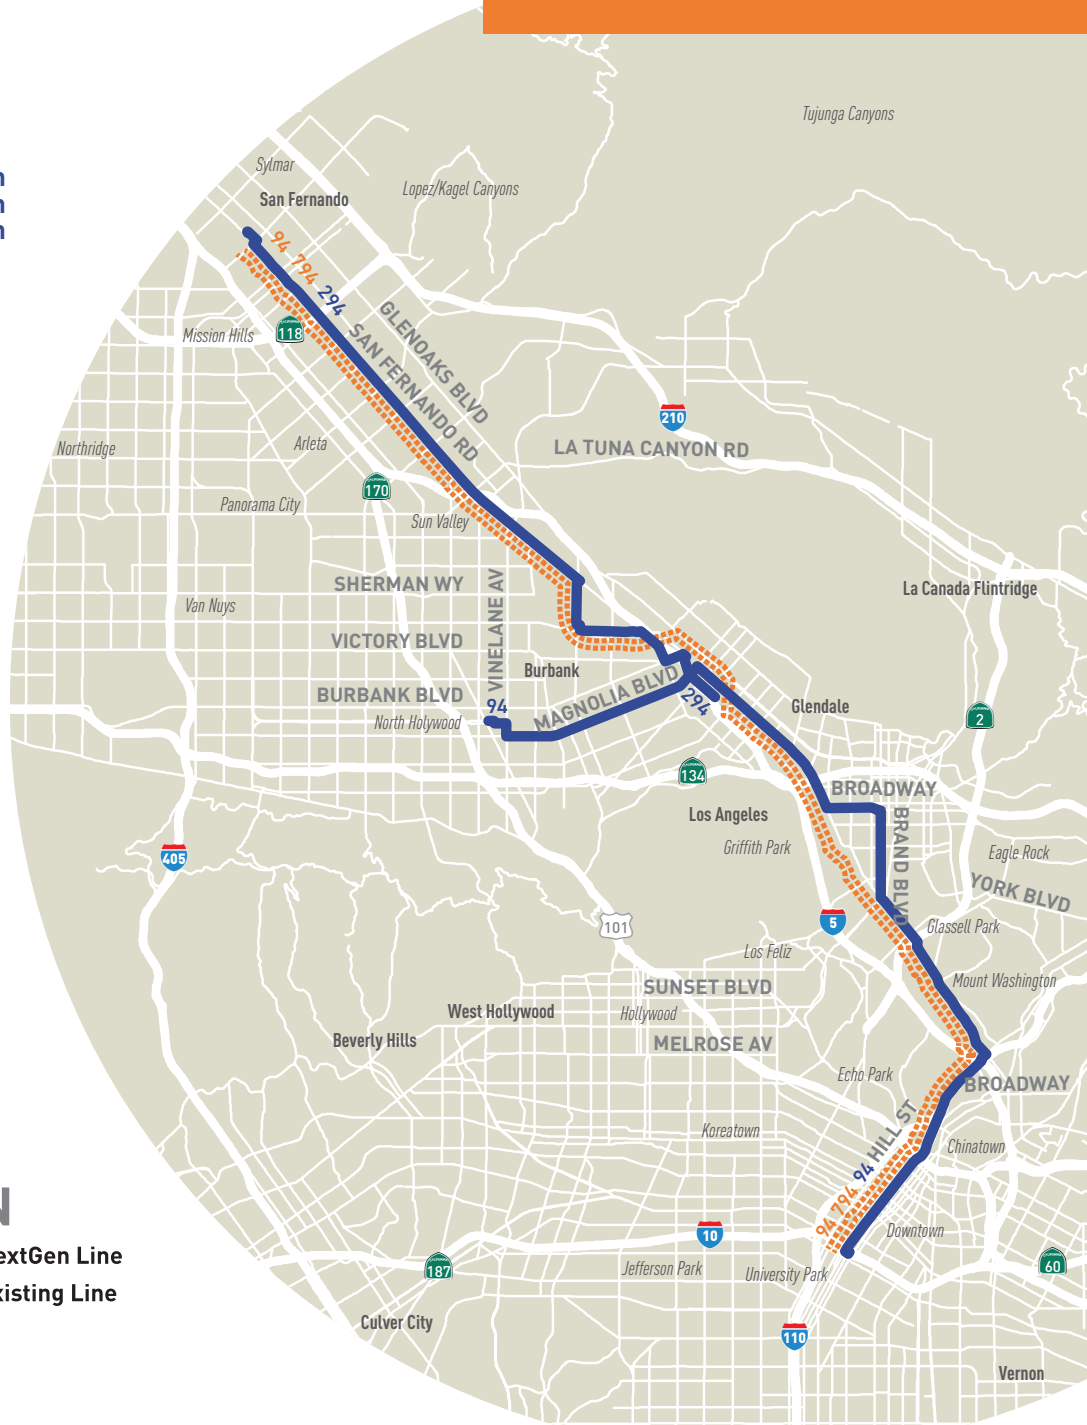 Tujunga Canyons
Sylmar
n
n
n
San Fernando
Lopez/Kagel Canyons
94 794 294
GLENOAKS BLVD
SAN FERNANDO RD
Mission Hills
118
210
Northridge
Arleta
LA TUNA CANYON RD
170
Panorama City
Sun Valley
SHERMAN WY
VINELANE AV
La Canada Flintridge
Van Nuys
VICTORY BLVD
Burbank
BURBANK BLVD
94
MAGNOLIA BLVD
294
Glendale
North Holywood
2
134
BROADWAY
Los Angeles
BRAND BLVD
Griffith Park
405
Eagle Rock
YORK BLVD
101
5
Glassell Park
Los Feliz
SUNSET BLVD
Mount Washington
West Hollywood
Hollywood
Beverly Hills
MELROSE AV
Echo Park
BROADWAY
HILL ST
Koreatown
Chinatown
94 794 94
N
10
Downtown
extGen Line
187
Jefferson Park
University Park
60
xisting Line
Culver City
110
Vernon